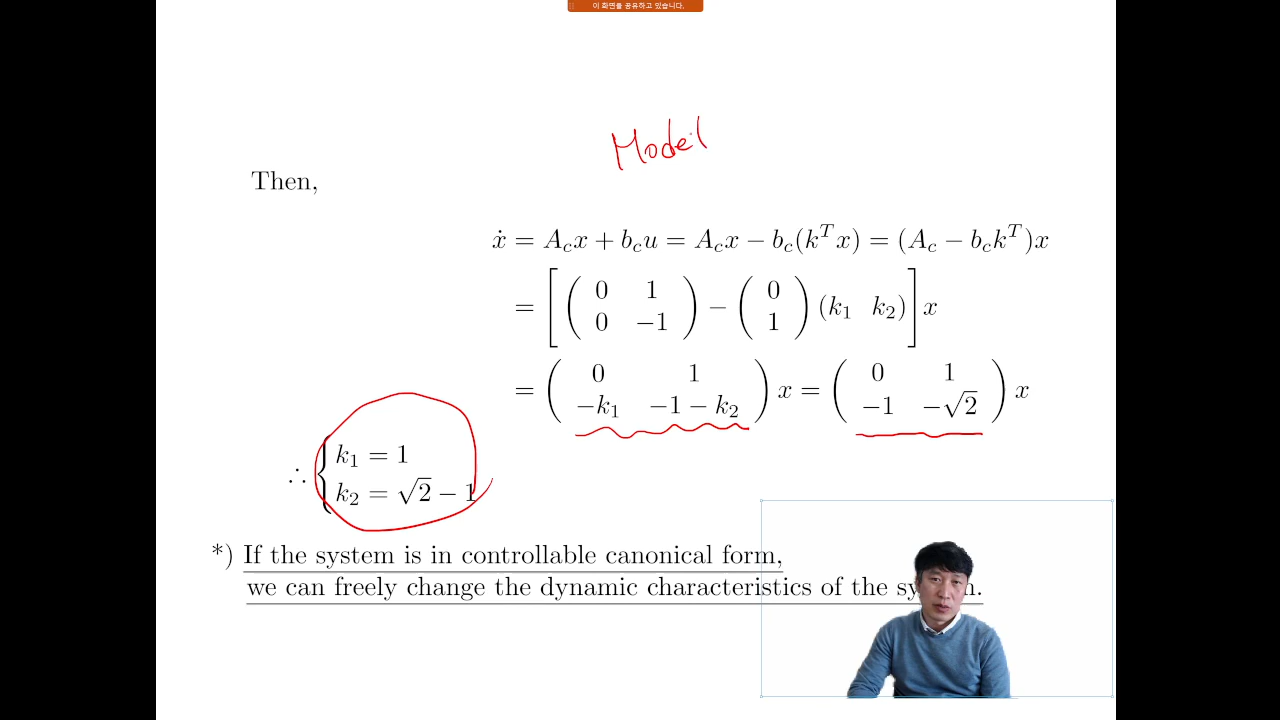 이 화면을 공유하고 있습니다.
Model
Then,
ẋ = A_c x + b_c u = A_c x − b_c(k^T x) = (A_c − b_c k^T)x
= [ ( 0 1 ; 0 −1 ) − ( 0 ; 1 ) (k_1 k_2) ] x
= ( 0 1 ; −k_1 −1 − k_2 ) x = ( 0 1 ; −1 −√2 ) x
∴ { k_1 = 1
k_2 = √2 − 1
*) If the system is in controllable canonical form,
we can freely change the dynamic characteristics of the